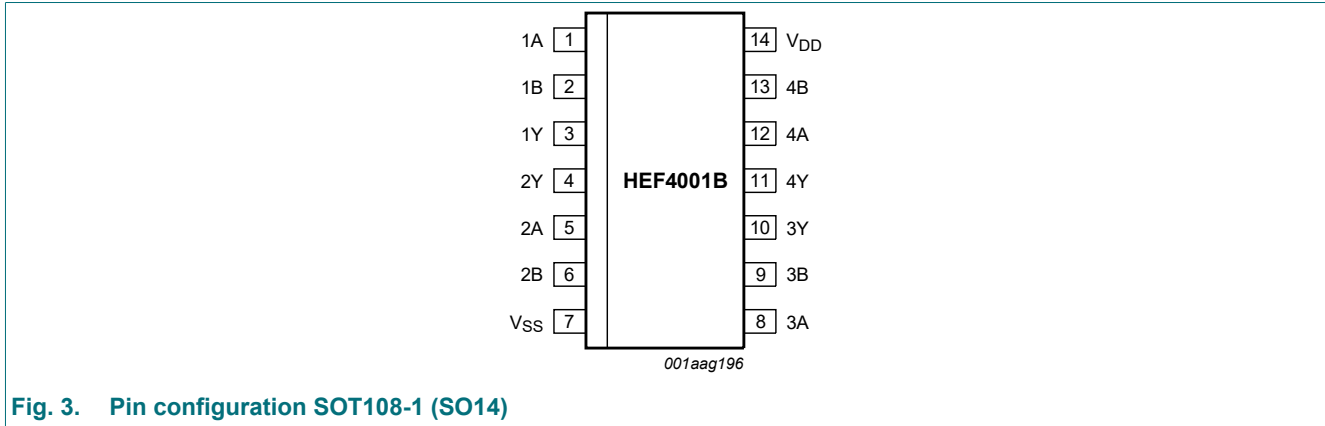 1A 1 14 VDD
1B 2 13 4B
1Y 3 12 4A
2Y 4 HEF4001B 11 4Y
2A 5 10 3Y
2B 6 9 3B
VSS 7 8 3A
001aag196
Fig. 3. Pin configuration SOT108-1 (SO14)